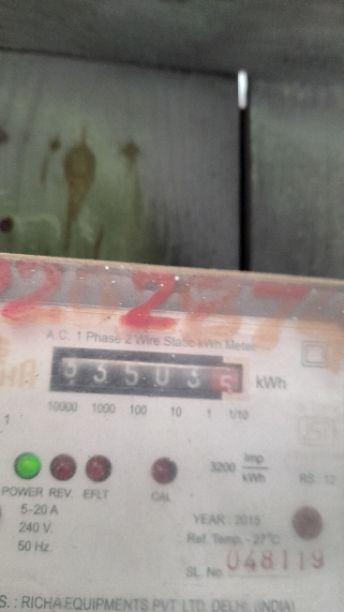 A.C. 1 Phase 2 Wire Static kWh Meter
33503 kWh
10000 1000 100 10 1 1/10
3200 Imp/kWh
POWER REV. EFLT CAL
5-20 A
240 V.
50 Hz.
YEAR : 2015
Ref. Temp. - 27°C
SL. No. 048119
S. : RICHA EQUIPMENTS PVT. LTD. DELHI (INDIA)